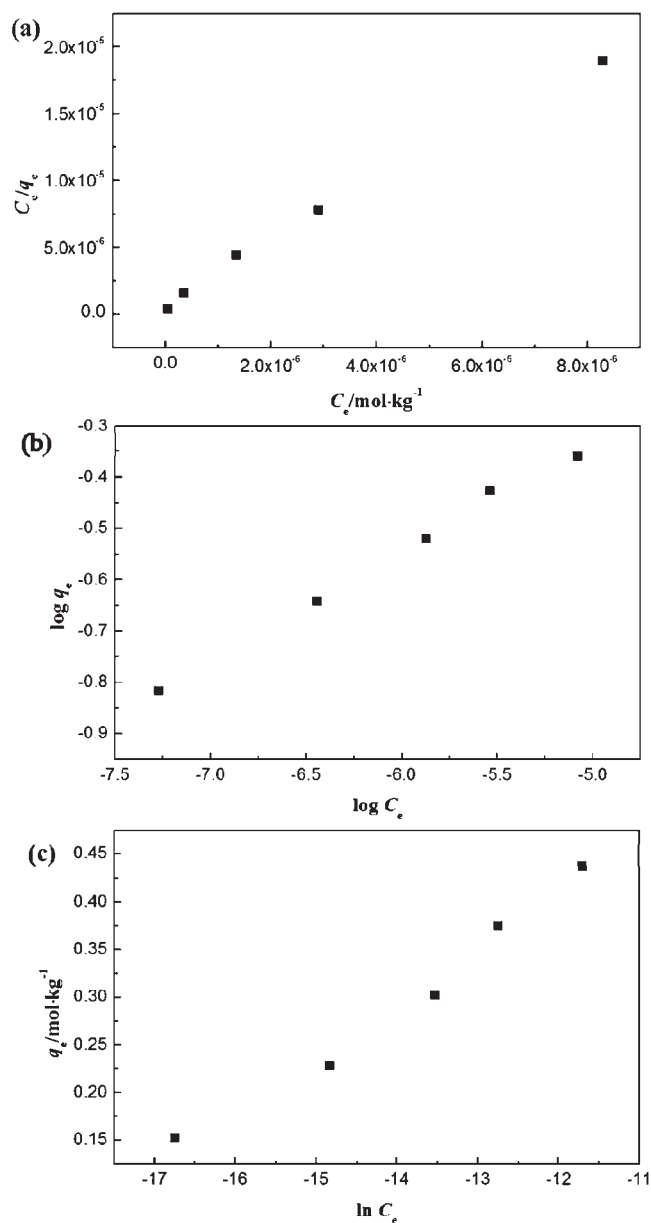 (a)
2.0x10⁻⁵
1.5x10⁻⁵
1.0x10⁻⁵
5.0x10⁻⁶
0.0
Cₑ/qₑ
0.0 2.0x10⁻⁶ 4.0x10⁻⁶ 6.0x10⁻⁶ 8.0x10⁻⁶
Cₑ/mol·kg⁻¹
(b)
-0.3
-0.4
-0.5
-0.6
-0.7
-0.8
-0.9
log qₑ
-7.5 -7.0 -6.5 -6.0 -5.5 -5.0
log Cₑ
(c)
0.45
0.40
0.35
0.30
0.25
0.20
0.15
qₑ/mol·kg⁻¹
-17 -16 -15 -14 -13 -12 -11
ln Cₑ